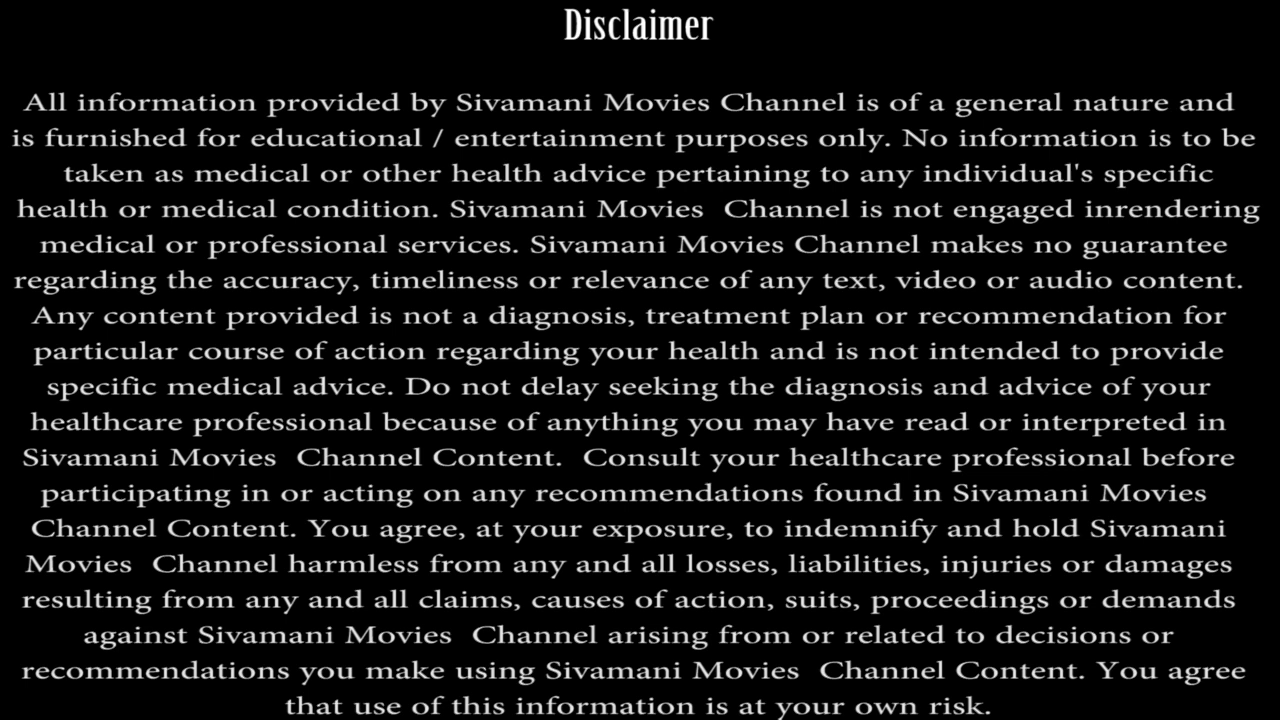 Disclaimer
All information provided by Sivamani Movies Channel is of a general nature and
is furnished for educational / entertainment purposes only. No information is to be
taken as medical or other health advice pertaining to any individual's specific
health or medical condition. Sivamani Movies  Channel is not engaged inrendering
medical or professional services. Sivamani Movies Channel makes no guarantee
regarding the accuracy, timeliness or relevance of any text, video or audio content.
Any content provided is not a diagnosis, treatment plan or recommendation for
particular course of action regarding your health and is not intended to provide
specific medical advice. Do not delay seeking the diagnosis and advice of your
healthcare professional because of anything you may have read or interpreted in
Sivamani Movies  Channel Content.  Consult your healthcare professional before
participating in or acting on any recommendations found in Sivamani Movies
Channel Content. You agree, at your exposure, to indemnify and hold Sivamani
Movies  Channel harmless from any and all losses, liabilities, injuries or damages
resulting from any and all claims, causes of action, suits, proceedings or demands
against Sivamani Movies  Channel arising from or related to decisions or
recommendations you make using Sivamani Movies  Channel Content. You agree
that use of this information is at your own risk.